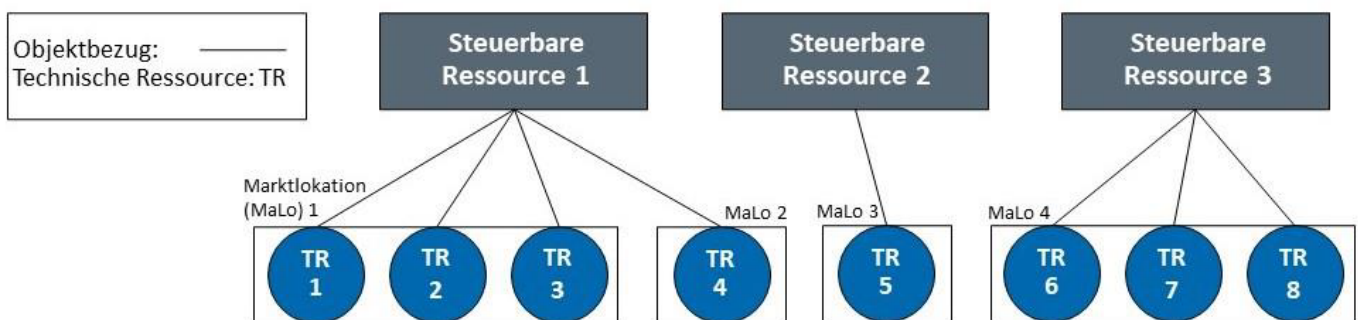 Objektbezug:
Technische Ressource: TR
Steuerbare
Ressource 1
Steuerbare
Ressource 2
Steuerbare
Ressource 3
Marktlokation
(MaLo) 1
MaLo 2
MaLo 3
MaLo 4
TR
1
TR
2
TR
3
TR
4
TR
5
TR
6
TR
7
TR
8